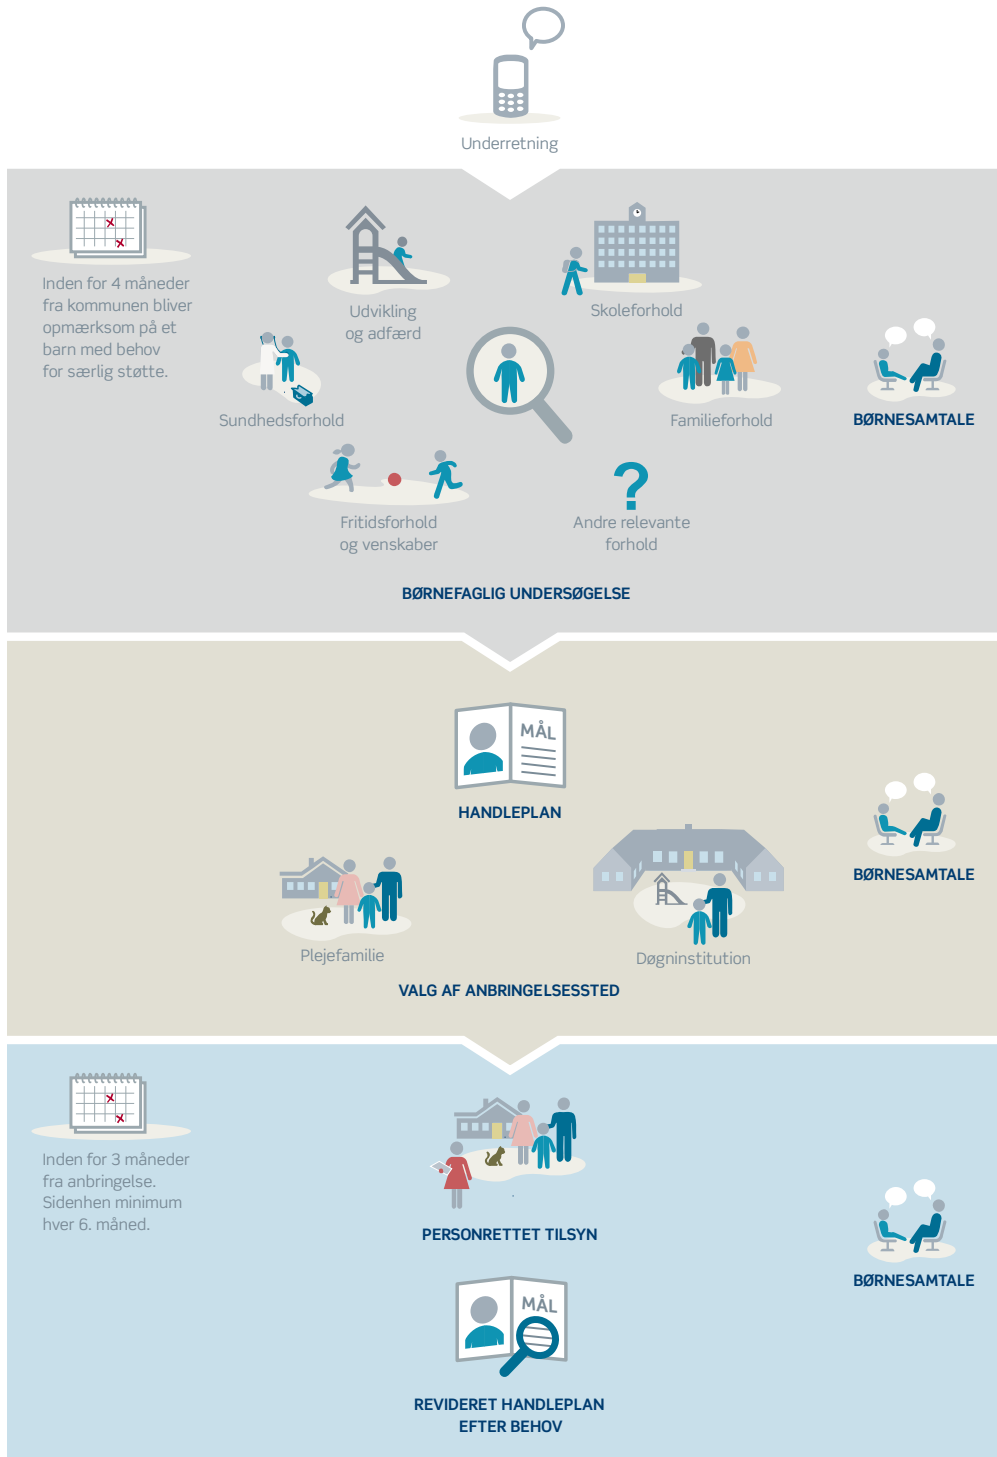 Underretning
Inden for 4 måneder
fra kommunen bliver
opmærksom på et
barn med behov
for særlig støtte.
Udvikling
og adfærd
Skoleforhold
Sundhedsforhold
Familieforhold
BØRNESAMTALE
Fritidsforhold
og venskaber
?
Andre relevante
forhold
BØRNEFAGLIG UNDERSØGELSE
MÅL
HANDLEPLAN
BØRNESAMTALE
Plejefamilie
Døgninstitution
VALG AF ANBRINGELSESSTED
Inden for 3 måneder
fra anbringelse.
Sidenhen minimum
hver 6. måned.
PERSONRETTET TILSYN
BØRNESAMTALE
MÅL
REVIDERET HANDLEPLAN
EFTER BEHOV